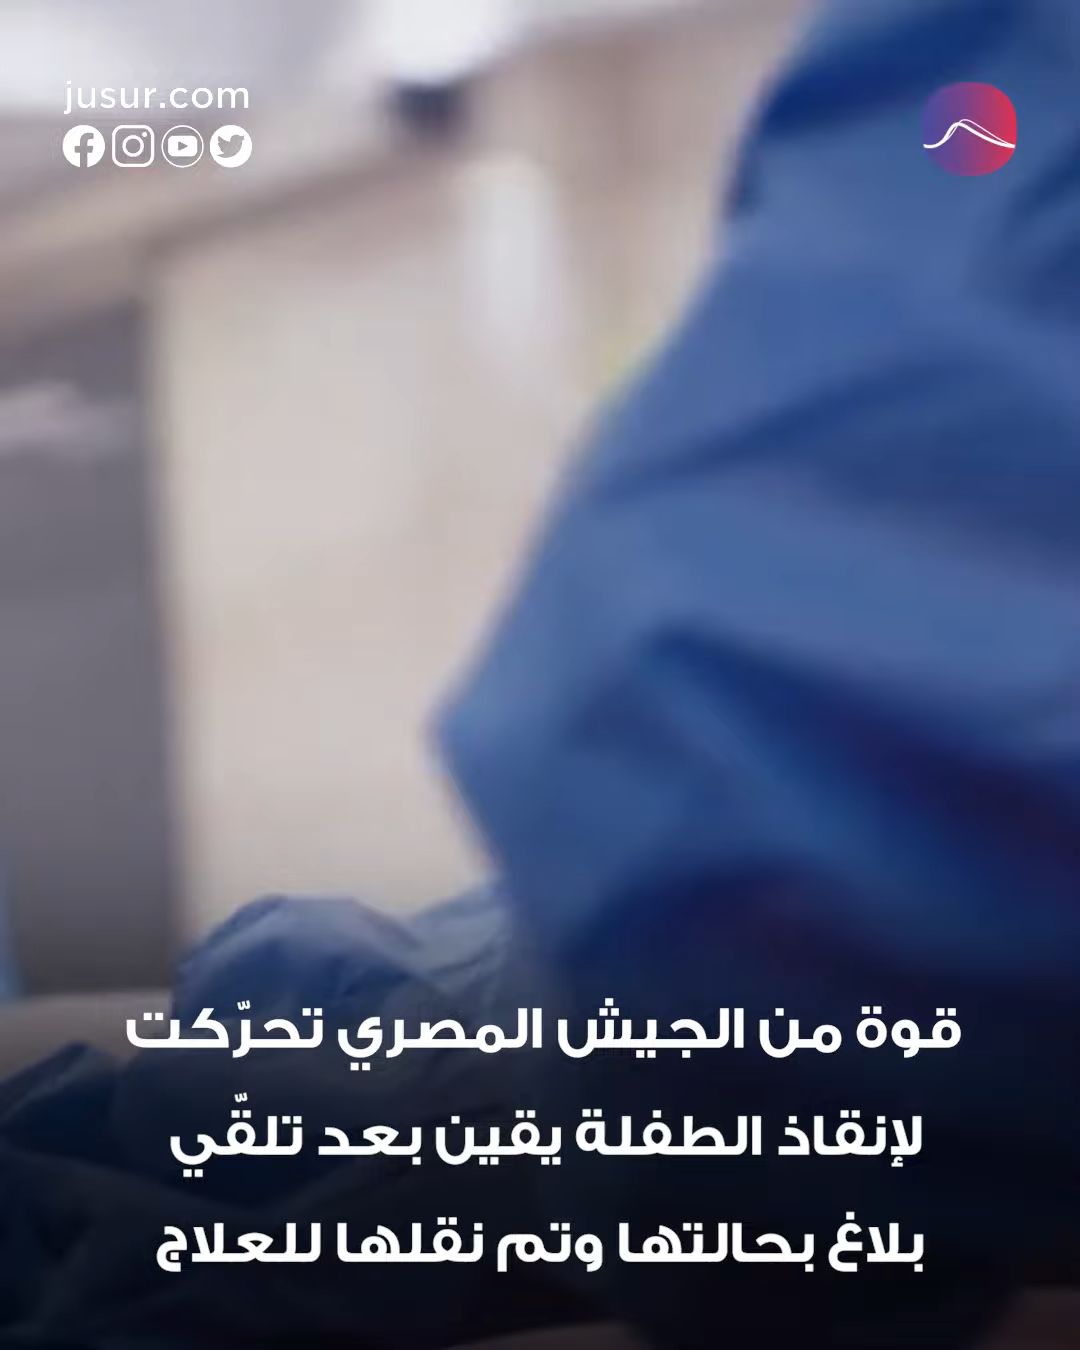 jusur.com
قوة من الجيش المصري تحرّكت
لإنقاذ الطفلة يقين بعد تلقّي
بلاغ بحالتها وتم نقلها للعلاج